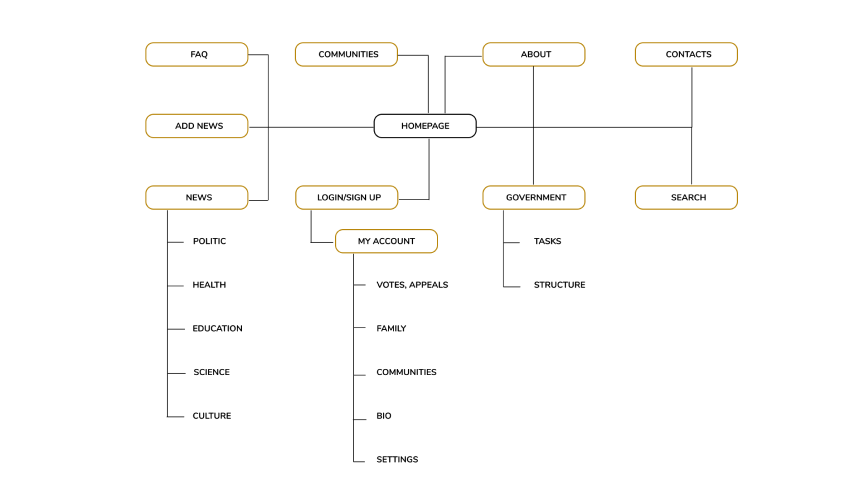 FAQ
COMMUNITIES
ABOUT
CONTACTS
ADD NEWS
HOMEPAGE
NEWS
LOGIN/SIGN UP
GOVERNMENT
SEARCH
POLITIC
MY ACCOUNT
TASKS
HEALTH
VOTES, APPEALS
STRUCTURE
EDUCATION
FAMILY
SCIENCE
COMMUNITIES
CULTURE
BIO
SETTINGS